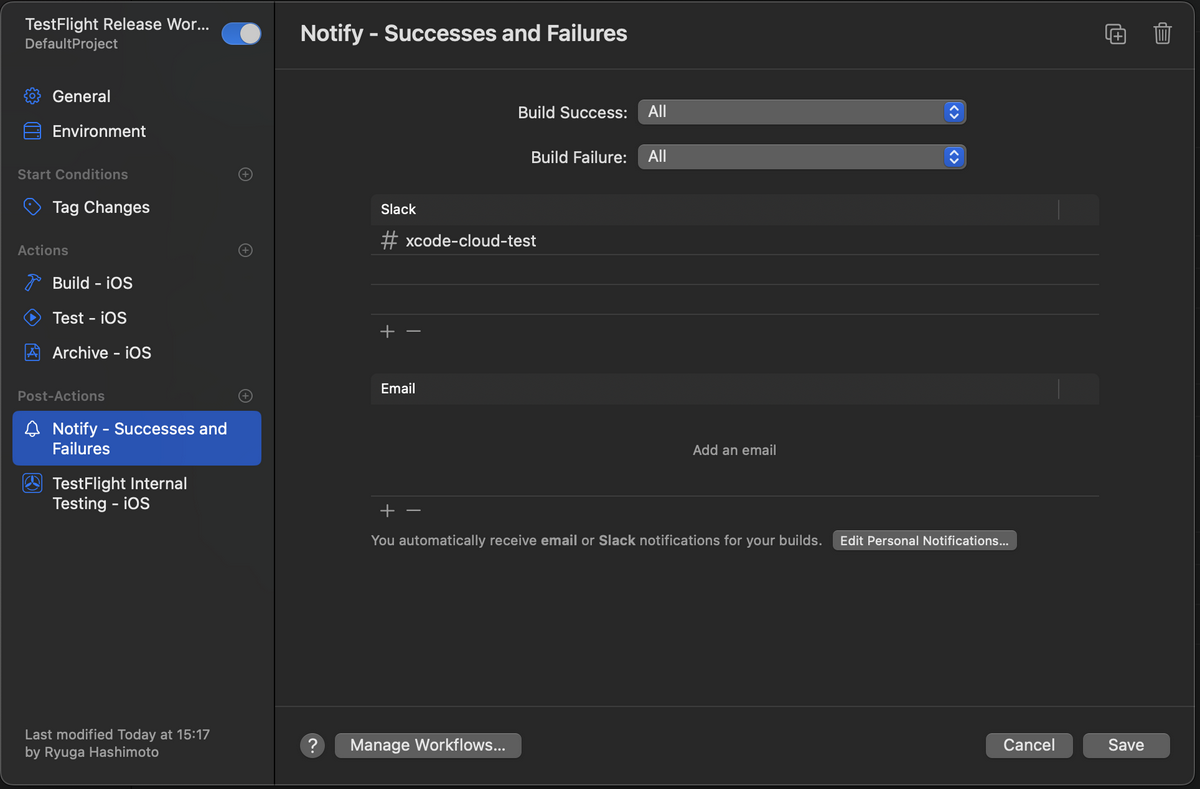 TestFlight Release Wor...
DefaultProject
General
Environment
Start Conditions
Tag Changes
Actions
Build - iOS
Test - iOS
Archive - iOS
Post-Actions
Notify - Successes and
Failures
TestFlight Internal
Testing - iOS
Last modified Today at 15:17
by Ryuga Hashimoto
Notify - Successes and Failures
Build Success: All
Build Failure: All
Slack
# xcode-cloud-test
Email
Add an email
You automatically receive email or Slack notifications for your builds. Edit Personal Notifications...
? Manage Workflows... Cancel Save